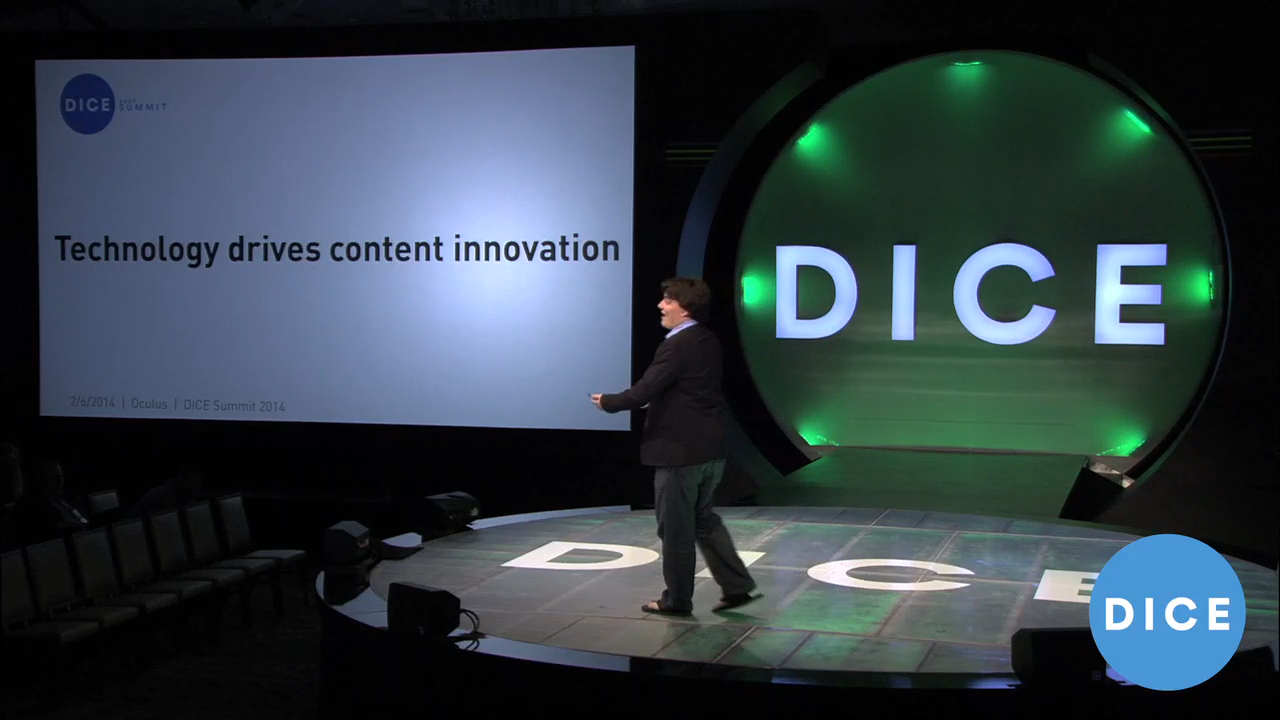 DICE SUMMIT
Technology drives content innovation
2/6/2014 | Oculus | DICE Summit 2014
DICE
DICE
DICE